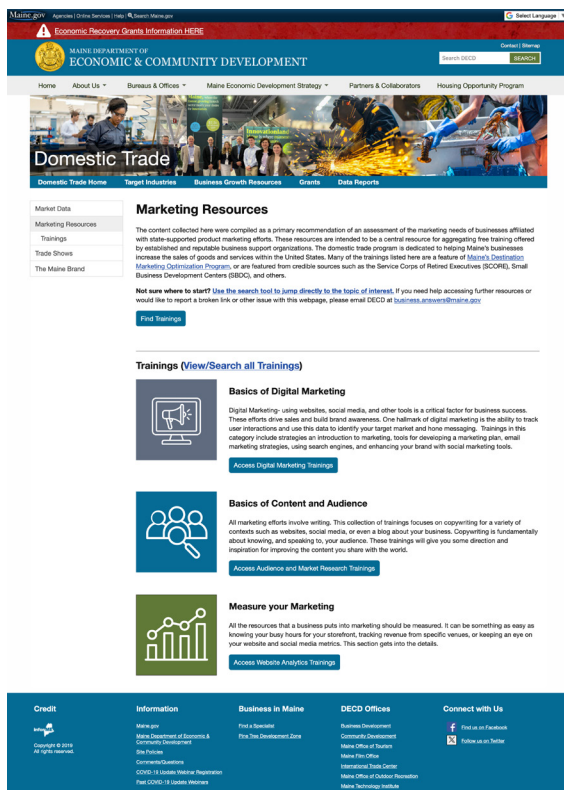 Maine.gov Agencies | Online Services | Help | Search Maine.gov
Select Language
Economic Recovery Grants Information HERE
MAINE DEPARTMENT OF
ECONOMIC & COMMUNITY DEVELOPMENT
Contact | Sitemap
Search DECD
SEARCH
Home About Us Bureaus & Offices Maine Economic Development Strategy Partners & Collaborators Housing Opportunity Program
Domestic Trade
Domestic Trade Home Target Industries Business Growth Resources Grants Data Reports
Market Data
Marketing Resources
Trainings
Trade Shows
The Maine Brand
Marketing Resources
The content collected here were compiled as a primary recommendation of an assessment of the marketing needs of businesses affiliated
with state-supported product marketing efforts. These resources are intended to be a central resource for aggregating free training offered
by established and reputable business support organizations. The domestic trade program is dedicated to helping Maine's businesses
increase the sales of goods and services within the United States. Many of the trainings listed here are a feature of Maine's Destination
Marketing Optimization Program, or are featured from credible sources such as the Service Corps of Retired Executives (SCORE), Small
Business Development Centers (SBDC), and others.
Not sure where to start? Use the search tool to jump directly to the topic of interest. If you need help accessing further resources or
would like to report a broken link or other issue with this webpage, please email DECD at business.answers@maine.gov
Find Trainings
Trainings (View/Search all Trainings)
Basics of Digital Marketing
Digital Marketing- using websites, social media, and other tools is a critical factor for business success.
These efforts drive sales and build brand awareness. One hallmark of digital marketing is the ability to track
user interactions and use this data to identify your target market and hone messaging. Trainings in this
category include strategies an introduction to marketing, tools for developing a marketing plan, email
marketing strategies, using search engines, and enhancing your brand with social marketing tools.
Access Digital Marketing Trainings
Basics of Content and Audience
All marketing efforts involve writing. This collection of trainings focuses on copywriting for a variety of
contexts such as websites, social media, or even a blog about your business. Copywriting is fundamentally
about knowing, and speaking to, your audience. These trainings will give you some direction and
inspiration for improving the content you share with the world.
Access Audience and Market Research Trainings
Measure your Marketing
All the resources that a business puts into marketing should be measured. It can be something as easy as
knowing your busy hours for your storefront, tracking revenue from specific venues, or keeping an eye on
your website and social media metrics. This section gets into the details.
Access Website Analytics Trainings
Credit
Copyright © 2019
All rights reserved.
Information
Maine.gov
Maine Department of Economic &
Community Development
Site Policies
Comments/Questions
COVID-19 Update Webinar Registration
Past COVID-19 Update Webinars
Business in Maine
Find a Specialist
Pine Tree Development Zone
DECD Offices
Business Development
Community Development
Maine Office of Tourism
Maine Film Office
International Trade Center
Maine Office of Outdoor Recreation
Maine Technology Institute
Connect with Us
Find us on Facebook
Follow us on Twitter